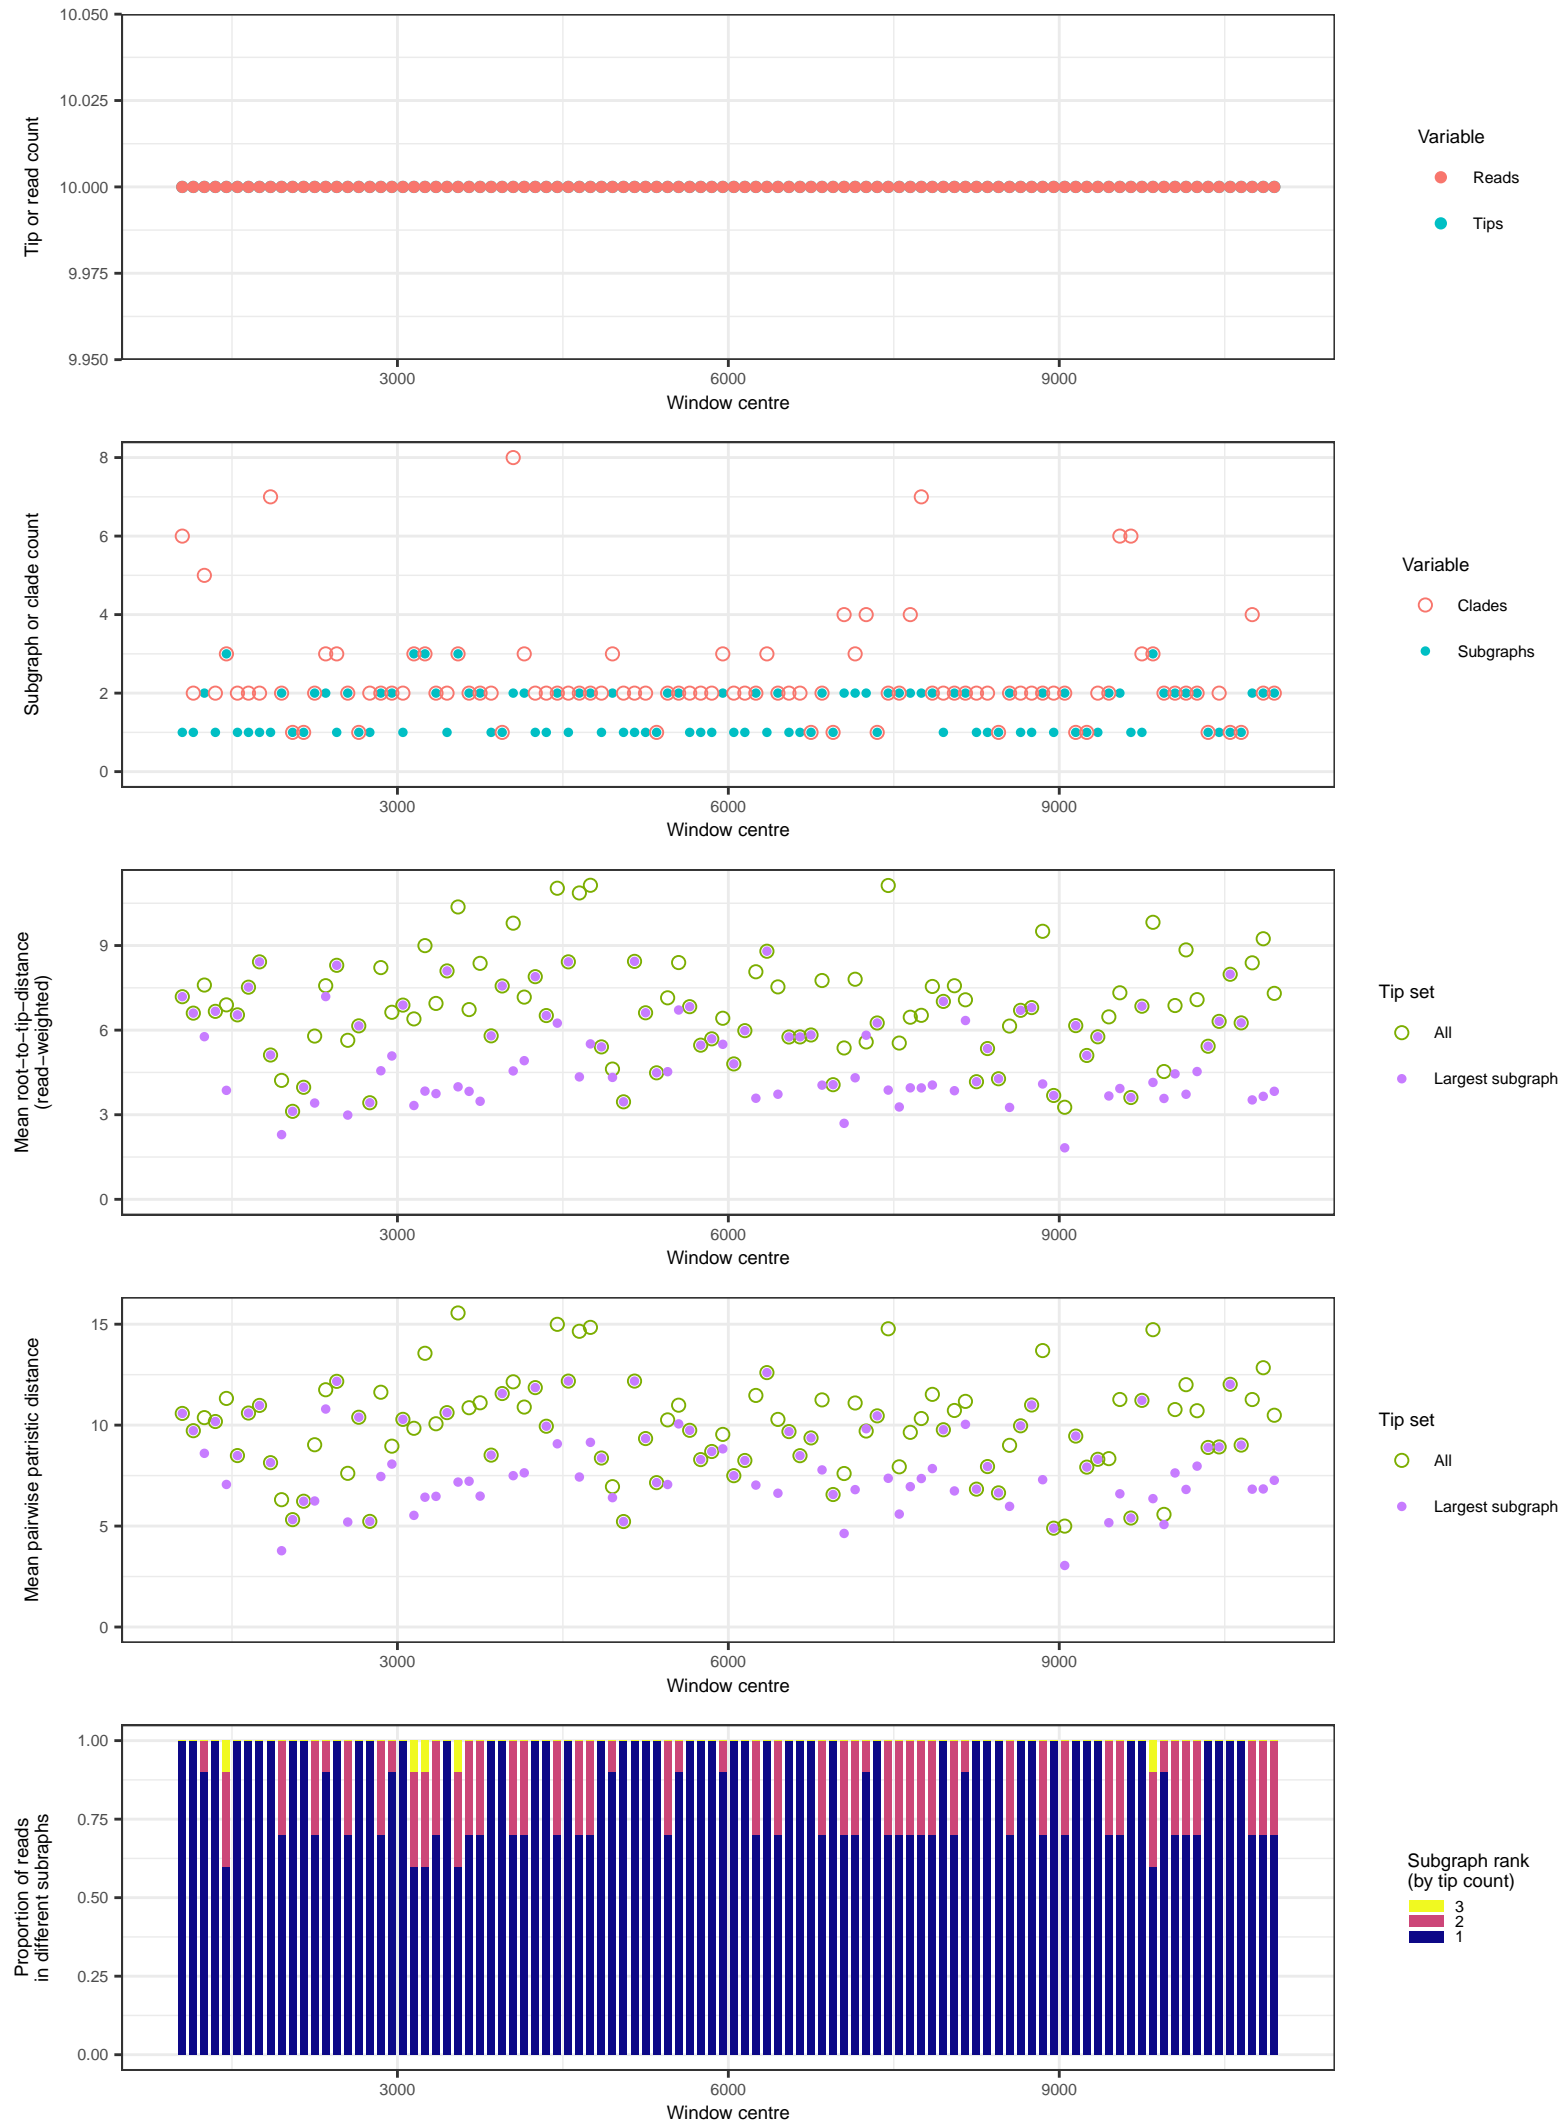 10.050
10.025
10.000
9.975
9.950
Tip or read count
3000
6000
9000
Window centre
Variable
Reads
Tips
8
6
4
2
0
Subgraph or clade count
3000
6000
9000
Window centre
Variable
Clades
Subgraphs
9
6
3
0
Mean root−to−tip−distance
(read−weighted)
3000
6000
9000
Window centre
Tip set
All
Largest subgraph
15
10
5
0
Mean pairwise patristic distance
3000
6000
9000
Window centre
Tip set
All
Largest subgraph
1.00
0.75
0.50
0.25
0.00
Proportion of reads
in different subraphs
3000
6000
9000
Window centre
Subgraph rank
(by tip count)
3
2
1